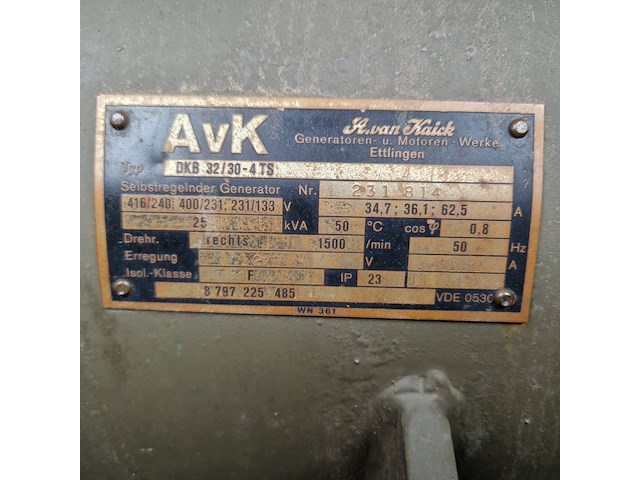 AvK A.van Kaick
Generatoren- u. Motoren-Werke
Ettlingen
Typ DKB 32/30-4 TS
Selbstregelnder Generator Nr. 231 814
416/240; 400/231; 231/133 V 34,7; 36,1; 62,5 A
25 kVA 50 °C cos φ 0,8
Drehr. rechts 1500 /min 50 Hz
Erregung V A
Isol.-Klasse F IP 23
8 797 225 485 VDE 0530
WN 361